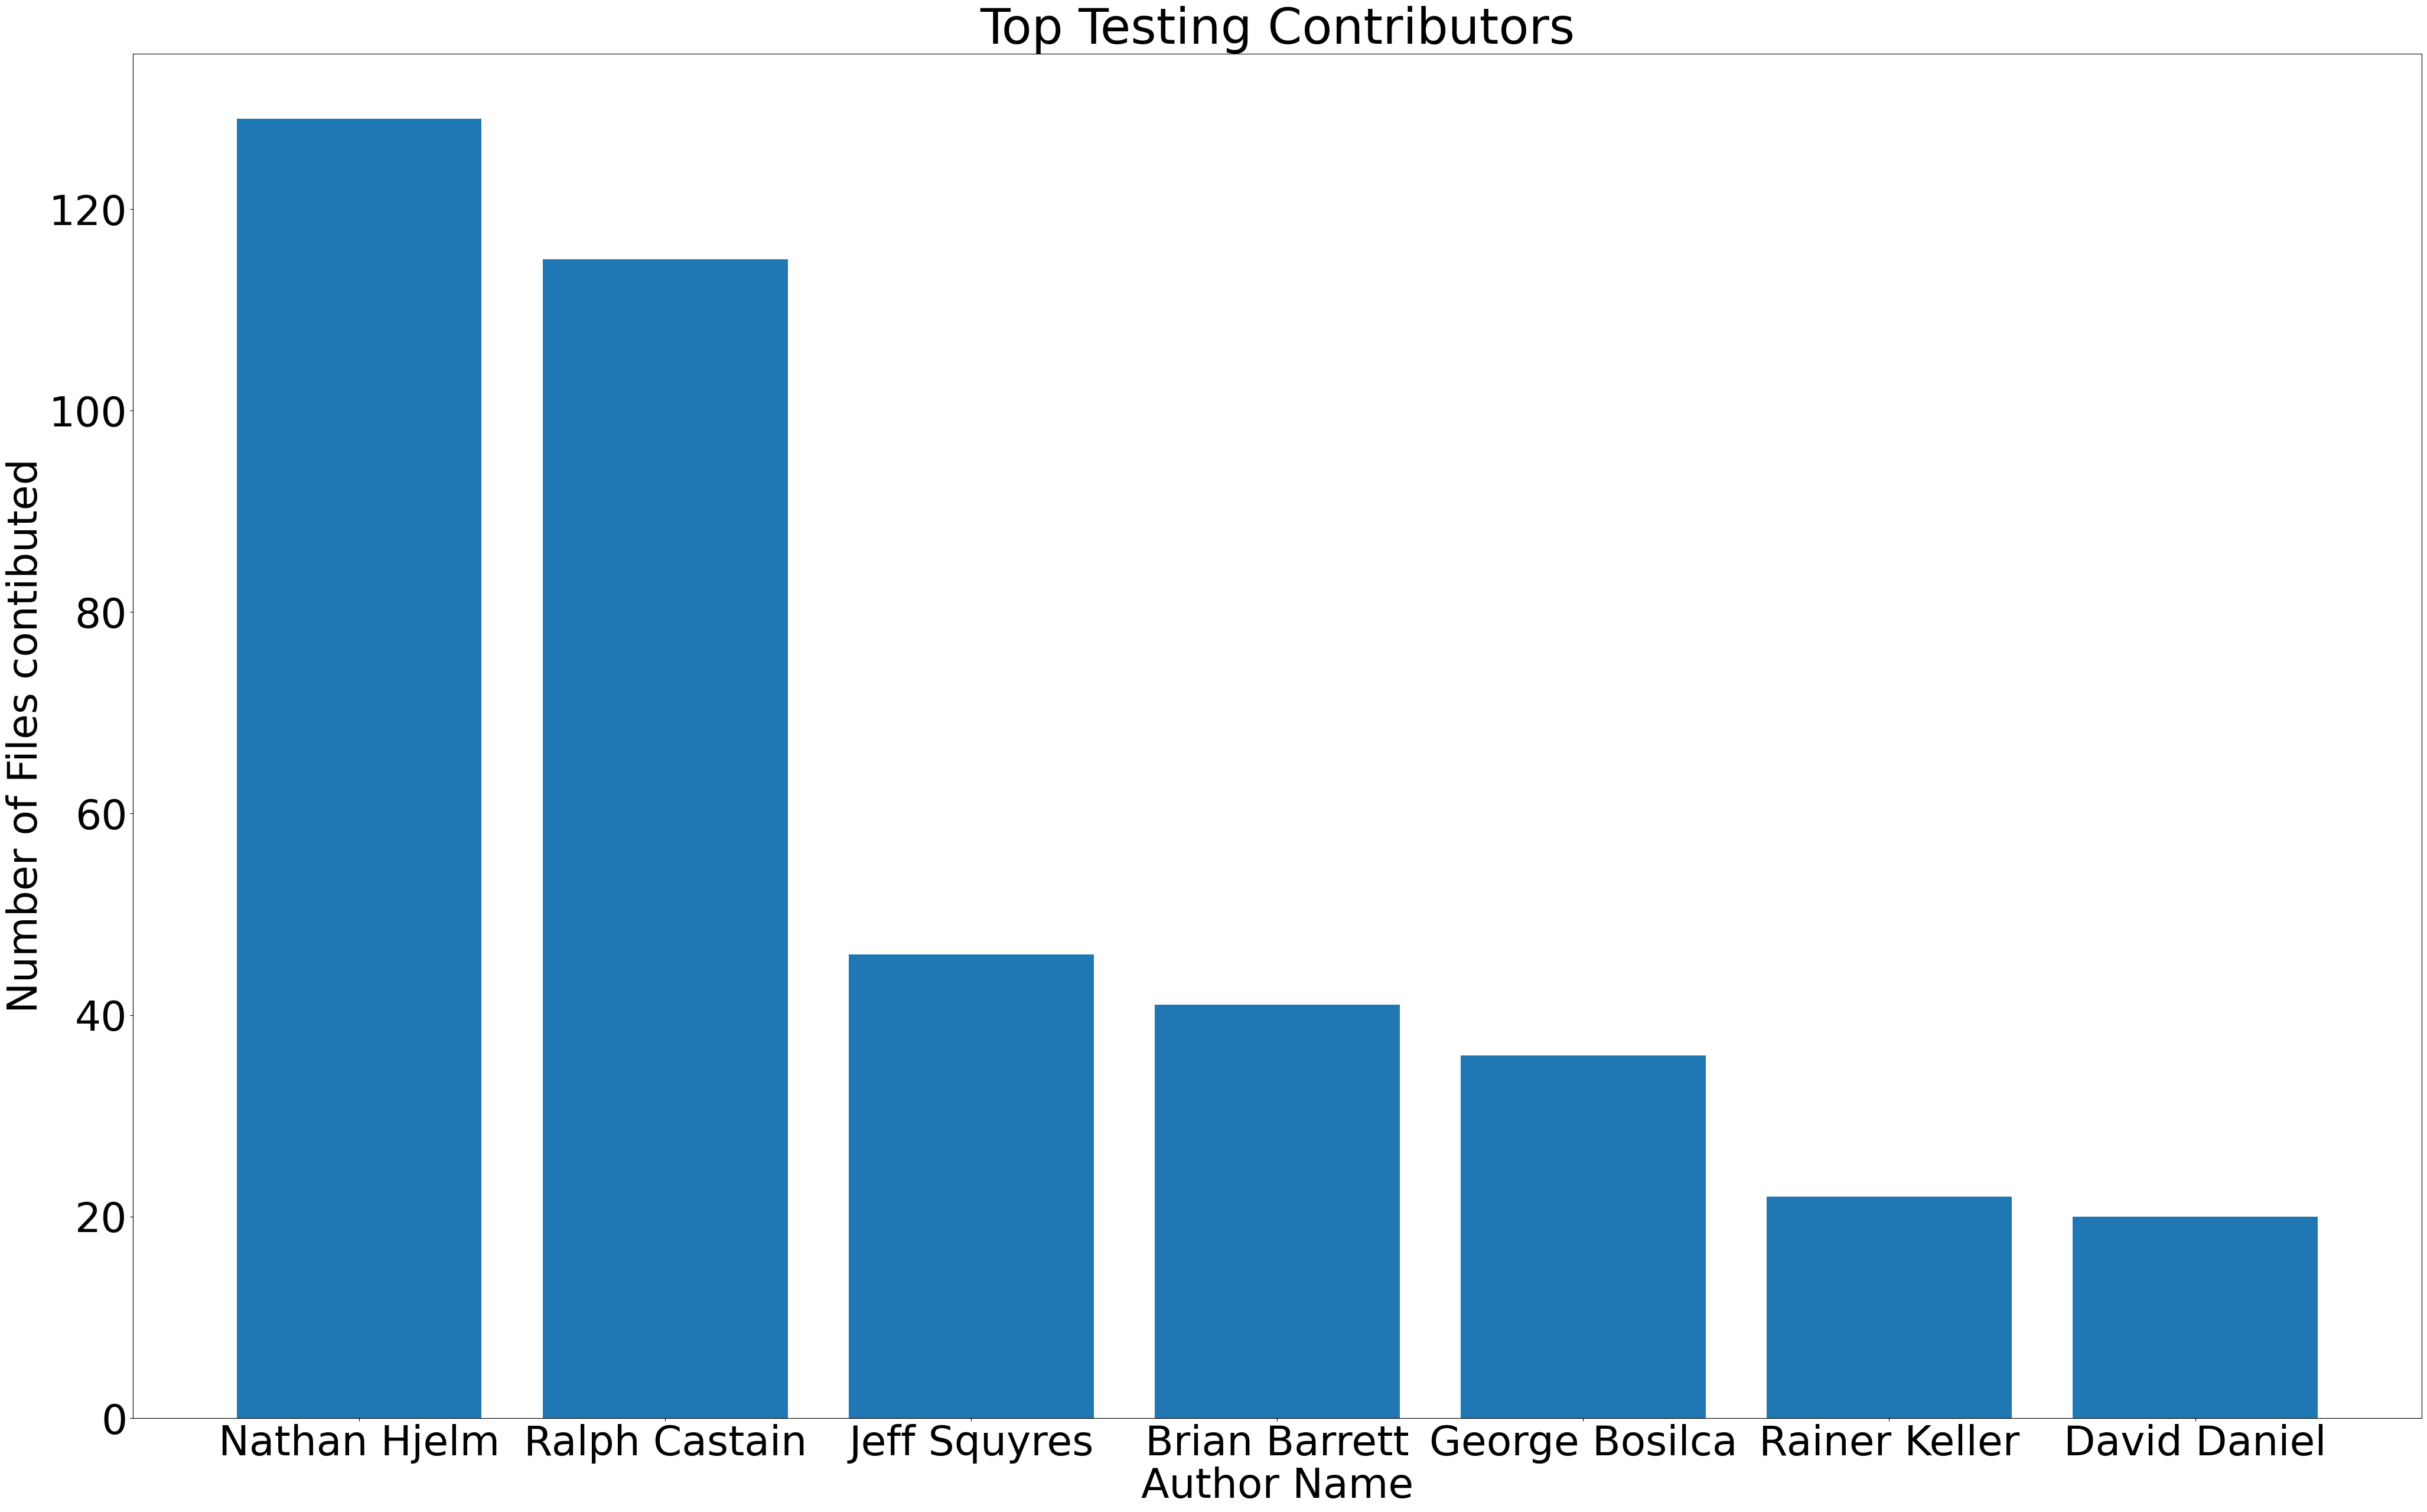 Top Testing Contributors
Number of Files contibuted
120
100
80
60
40
20
0
Nathan Hjelm Ralph Castain Jeff Squyres Brian Barrett George Bosilca Rainer Keller David Daniel
Author Name